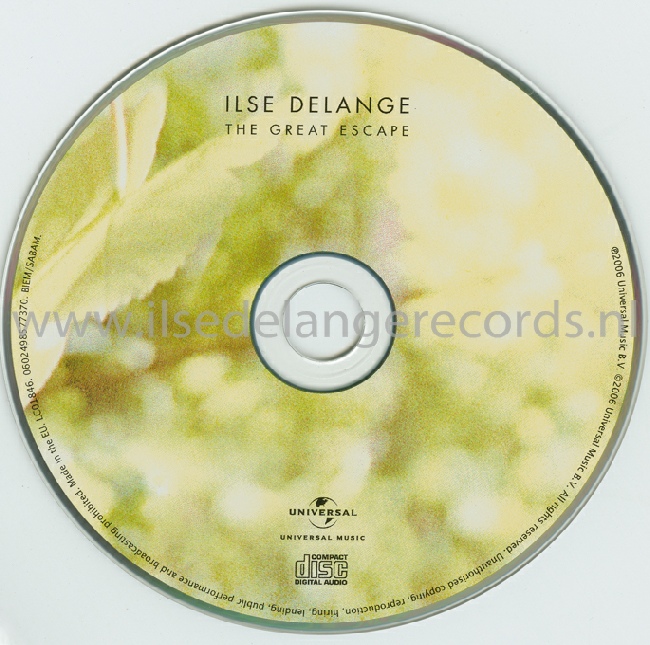 ILSE DELANGE
THE GREAT ESCAPE
www.ilsedelangerecords.nl
UNIVERSAL
UNIVERSAL MUSIC
COMPACT
disc
DIGITAL AUDIO
℗2006 Universal Music B.V. ©2006 Universal Music B.V. All rights reserved. Unauthorised copying, reproduction, hiring, lending, public performance and broadcasting prohibited. Made in the EU. LC01846. BIEM/SABAM.